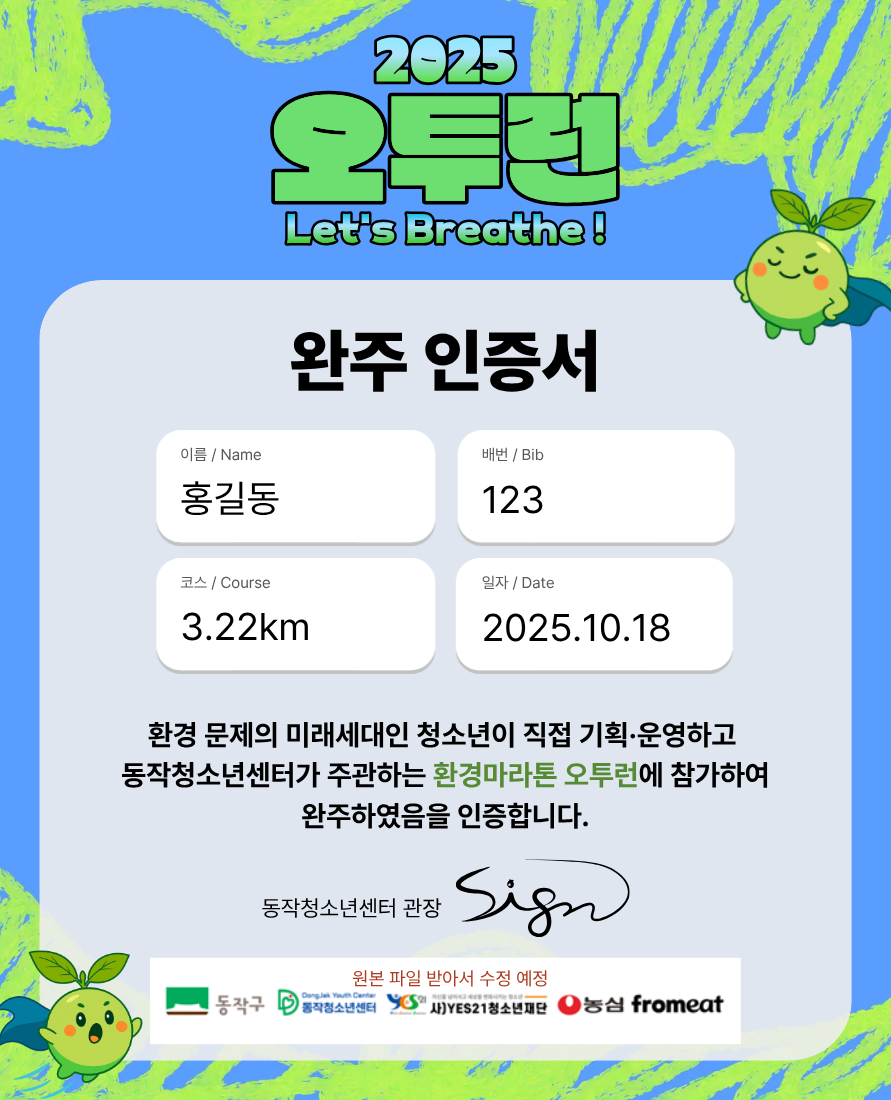 2025
오투런
Let's Breathe !
완주 인증서
이름 / Name
홍길동
배번 / Bib
123
코스 / Course
3.22km
일자 / Date
2025.10.18
환경 문제의 미래세대인 청소년이 직접 기획·운영하고
동작청소년센터가 주관하는 환경마라톤 오투런에 참가하여
완주하였음을 인증합니다.
동작청소년센터 관장 Sign
원본 파일 받아서 수정 예정
동작구
DongJak Youth Center
동작청소년센터
YES21
사)YES21청소년재단
농심
fromeat